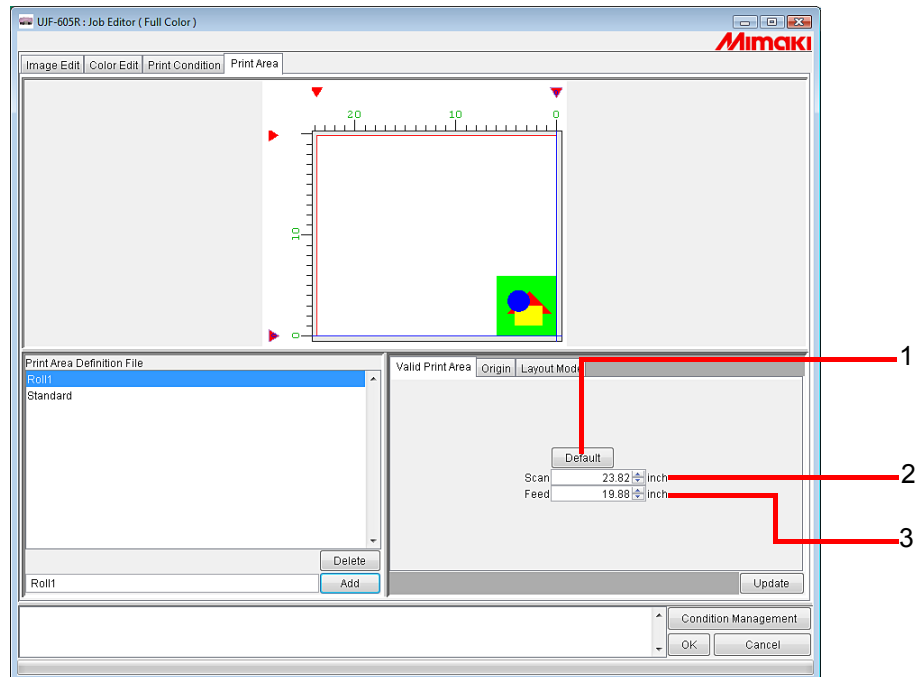 UJF-605R : Job Editor ( Full Color )
Mimaki
Image Edit Color Edit Print Condition Print Area
20 10 0
10
0
Print Area Definition File
Roll1
Standard
Valid Print Area Origin Layout Mode
1
Default
Scan 23.82 inch
2
Feed 19.88 inch
3
Delete
Roll1 Add
Update
Condition Management
OK Cancel